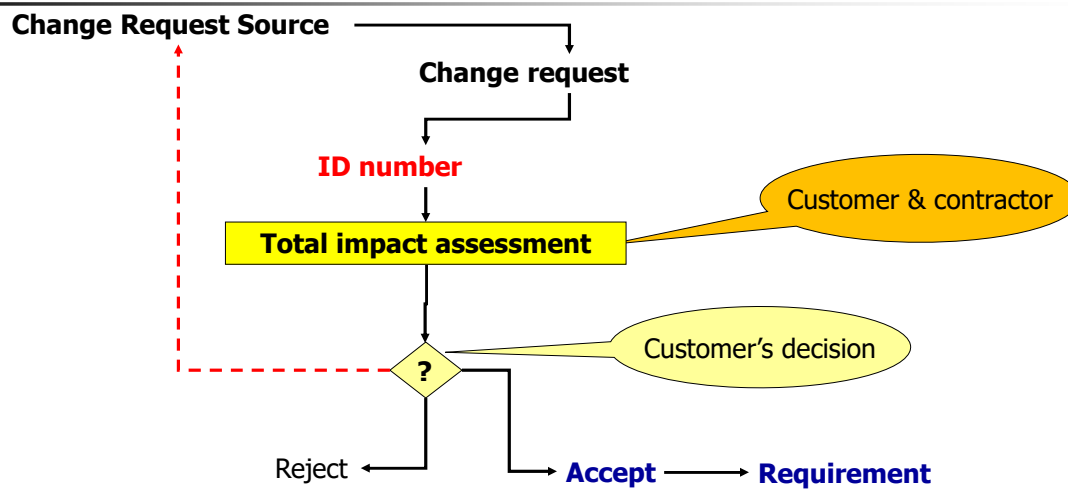 Change Request Source
Change request
ID number
Customer & contractor
Total impact assessment
Customer’s decision
?
Reject
Accept
Requirement